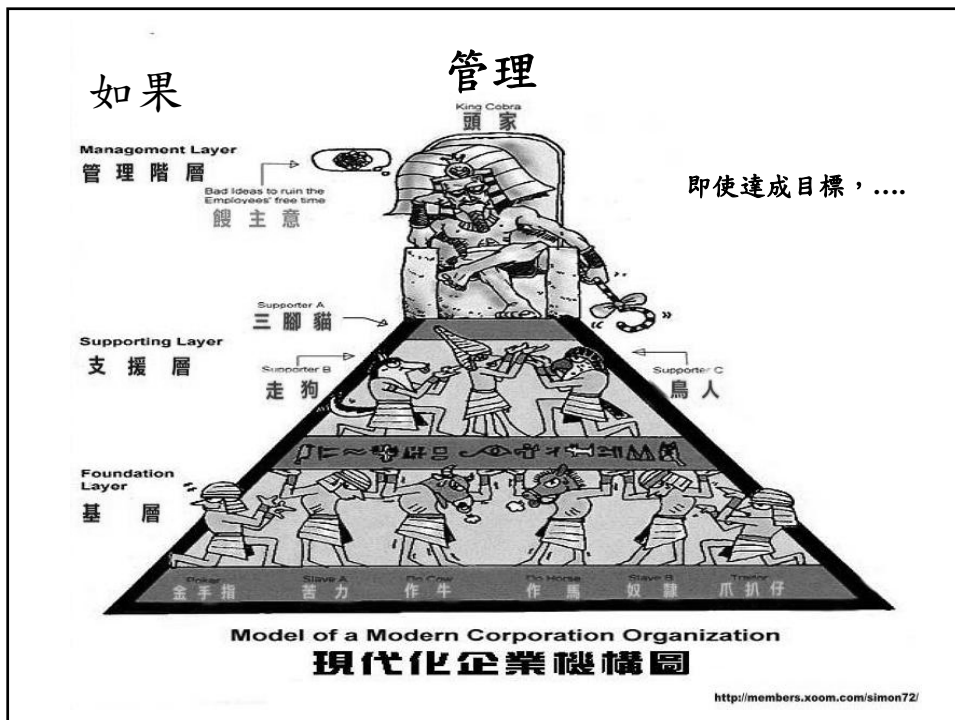 如果
管理
King Cobra
頭家
Management Layer
管理階層
Bad Ideas to ruin the
Employees' free time
餿主意
即使達成目標，....
Supporter A
三腳貓
Supporting Layer
支援層
Supporter B
走狗
Supporter C
鳥人
Foundation
Layer
基層
Poker Slave A Do Cow Do Horse Slave B Traitor
金手指 苦力 作牛 作馬 奴隸 爪扒仔
Model of a Modern Corporation Organization
現代化企業機構圖
http://members.xoom.com/simon72/